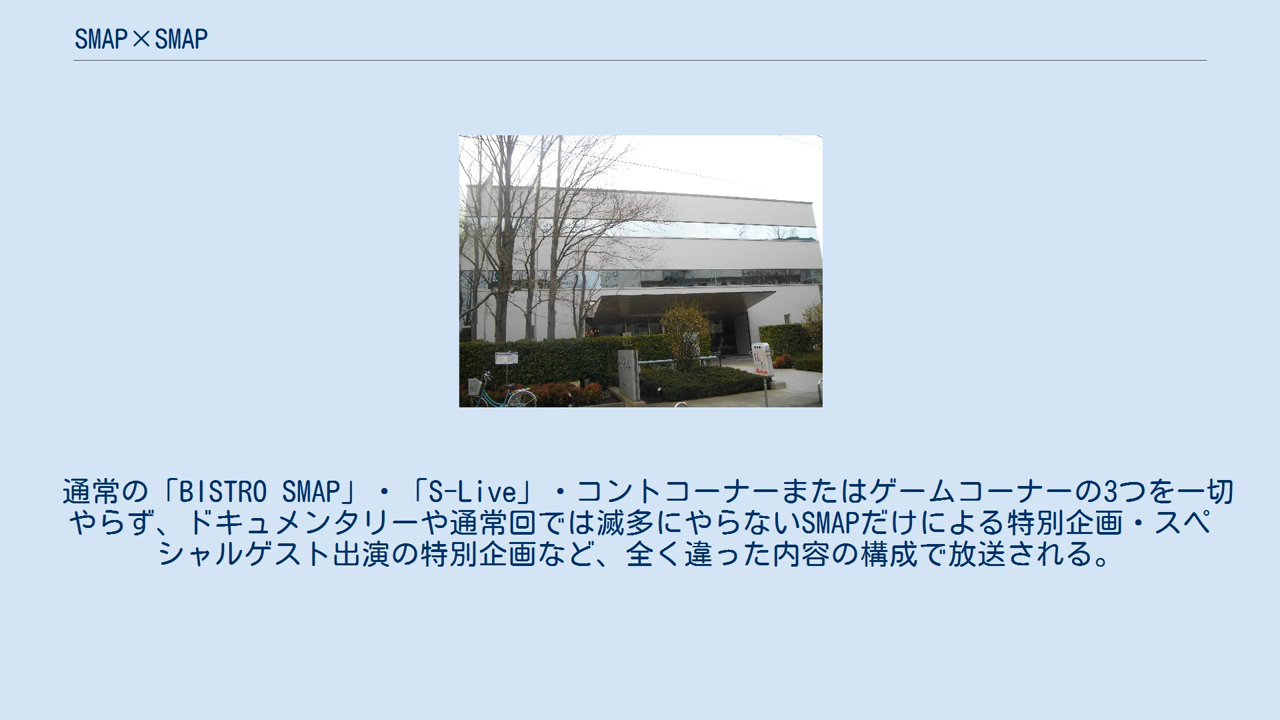 SMAP×SMAP
通常の「BISTRO SMAP」・「S-Live」・コントコーナーまたはゲームコーナーの3つを一切
やらず、ドキュメンタリーや通常回では滅多にやらないSMAPだけによる特別企画・スペ
シャルゲスト出演の特別企画など、全く違った内容の構成で放送される。